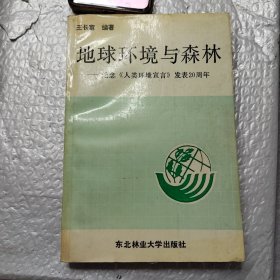 王长富 编著
地球环境与森林
——纪念《人类环境宣言》发表20周年
东北林业大学出版社